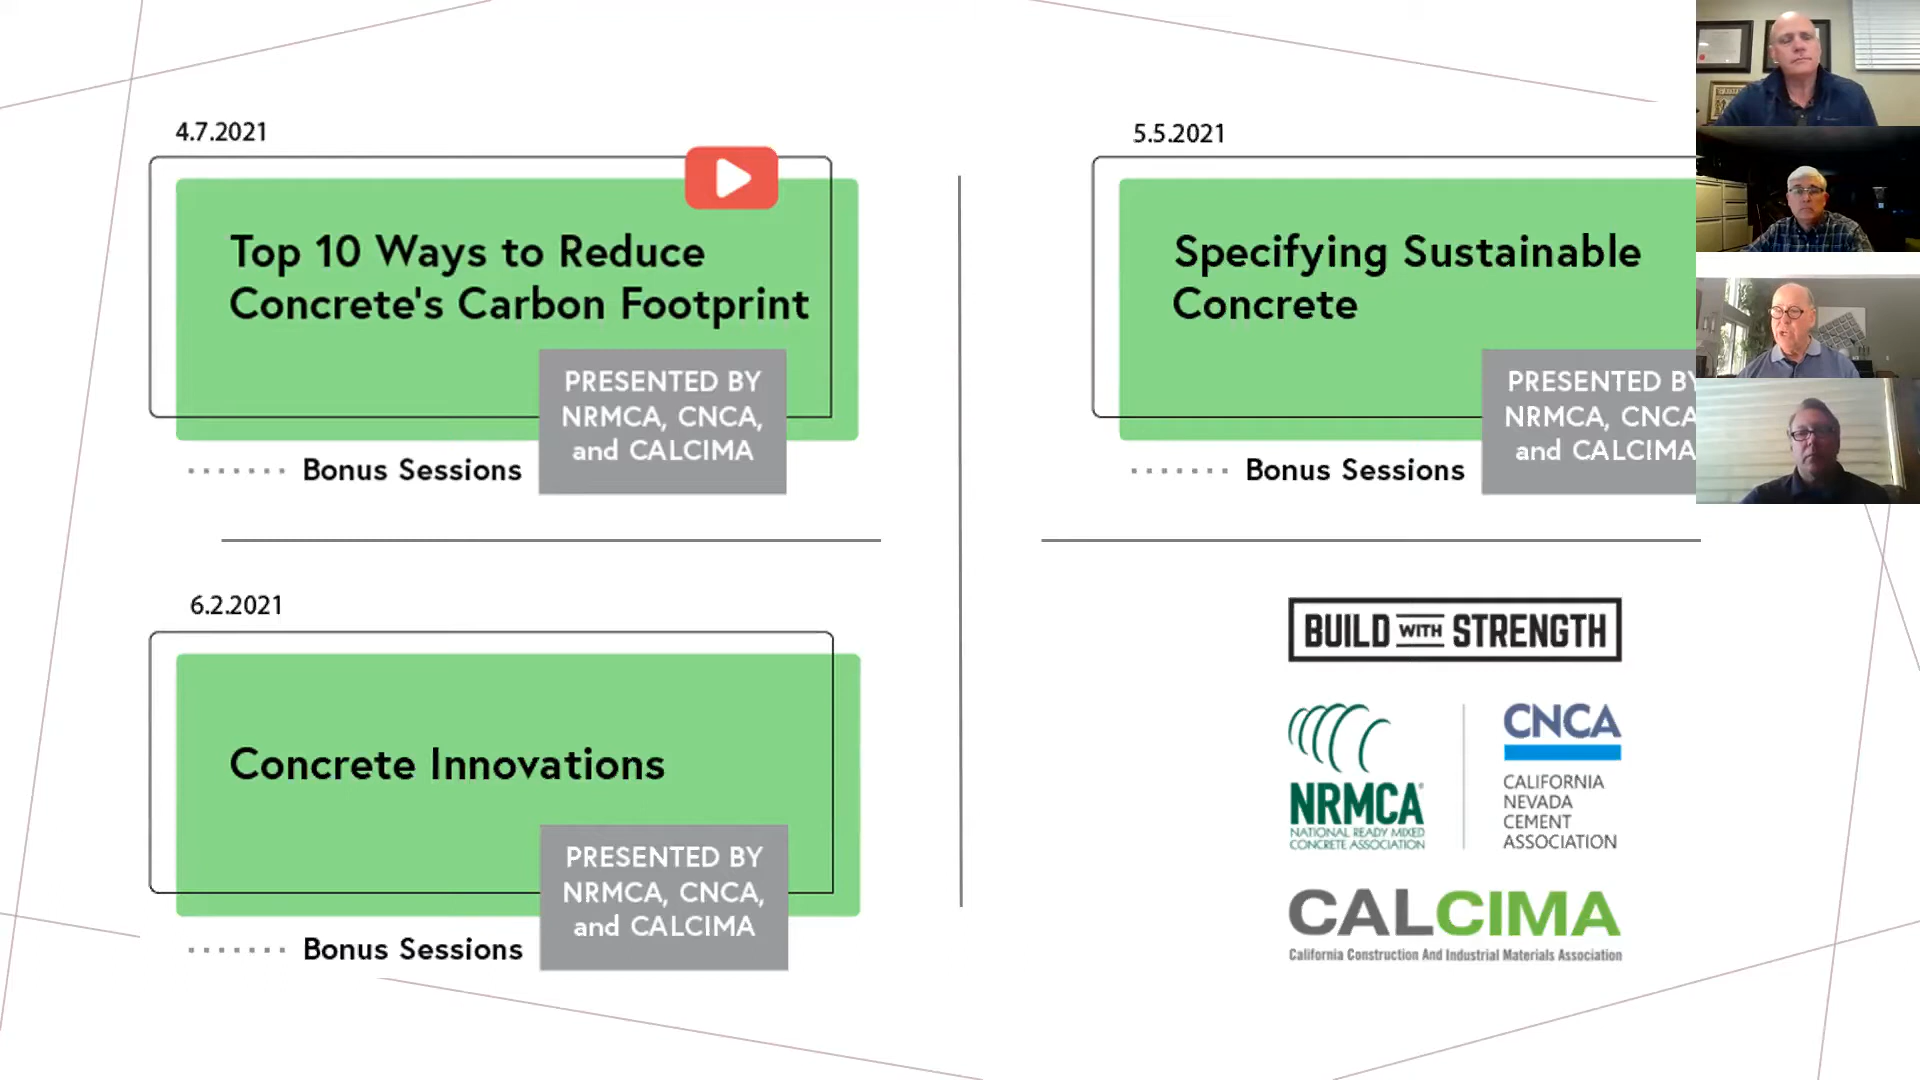 4.7.2021
Top 10 Ways to Reduce
Concrete's Carbon Footprint
PRESENTED BY
NRMCA, CNCA,
and CALCIMA
Bonus Sessions
5.5.2021
Specifying Sustainable
Concrete
PRESENTED BY
NRMCA, CNCA
and CALCIMA
Bonus Sessions
6.2.2021
Concrete Innovations
PRESENTED BY
NRMCA, CNCA,
and CALCIMA
Bonus Sessions
BUILD WITH STRENGTH
NRMCA
NATIONAL READY MIXED
CONCRETE ASSOCIATION
CNCA
CALIFORNIA
NEVADA
CEMENT
ASSOCIATION
CALCIMA
California Construction And Industrial Materials Association